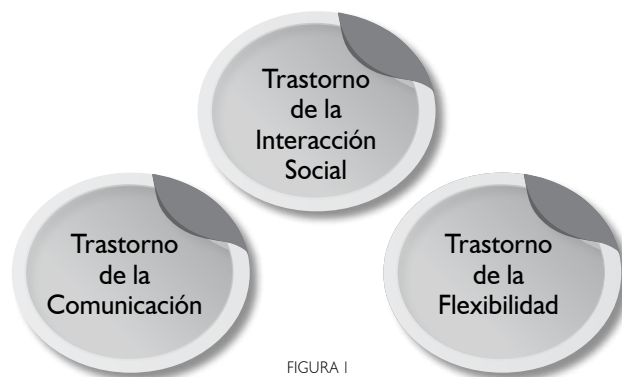 Trastorno
de la
Interacción
Social
Trastorno
de la
Comunicación
Trastorno
de la
Flexibilidad
FIGURA 1